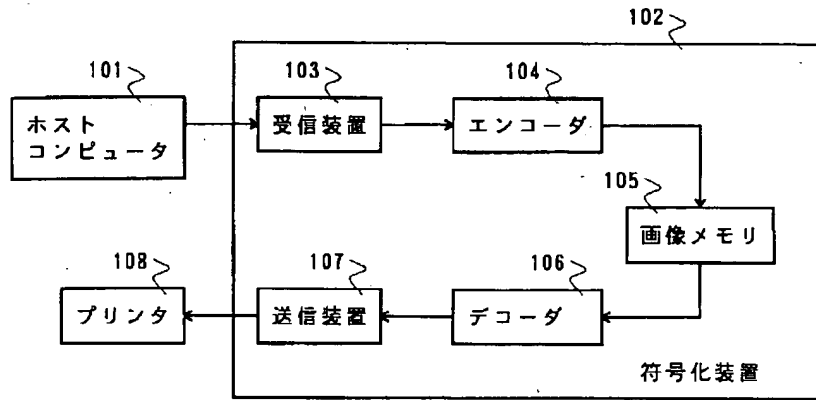 102
101
103
104
ホスト
コンピュータ
受信装置
エンコーダ
105
画像メモリ
108
107
106
プリンタ
送信装置
デコーダ
符号化装置